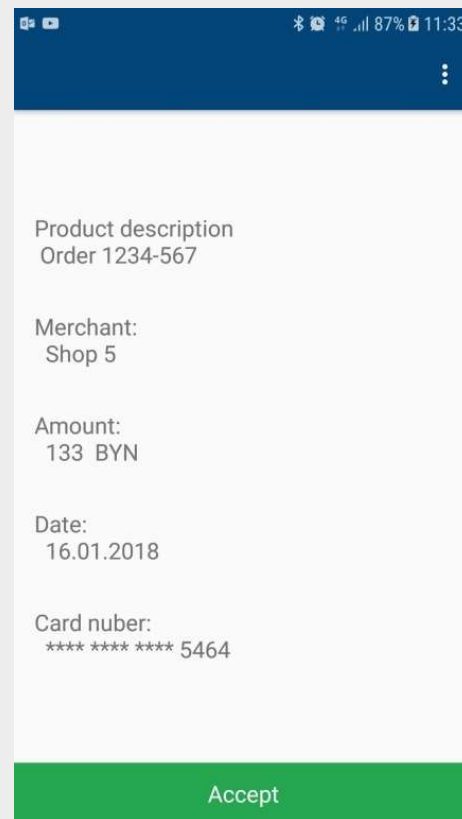 4G 87% 11:33
Product description
Order 1234-567
Merchant:
Shop 5
Amount:
133 BYN
Date:
16.01.2018
Card nuber:
**** **** **** 5464
Accept